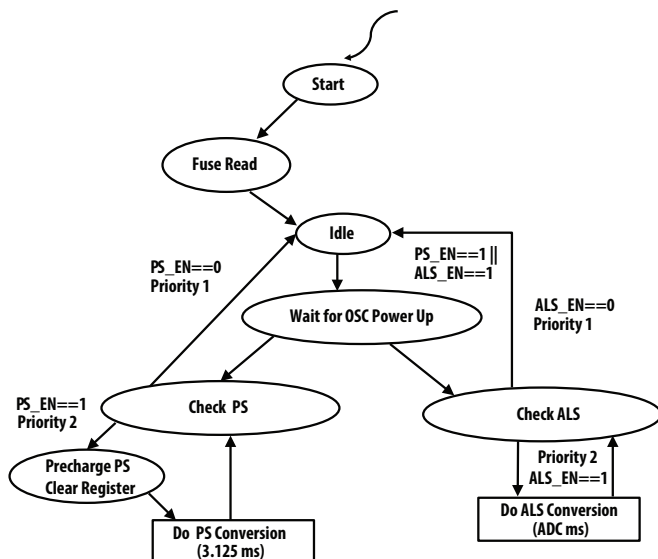 Start
Fuse Read
Idle
PS_EN==0
Priority 1
PS_EN==1 ||
ALS_EN==1
Wait for OSC Power Up
ALS_EN==0
Priority 1
PS_EN==1
Priority 2
Check PS
Check ALS
Precharge PS
Clear Register
Priority 2
ALS_EN==1
Do PS Conversion
(3.125 ms)
Do ALS Conversion
(ADC ms)